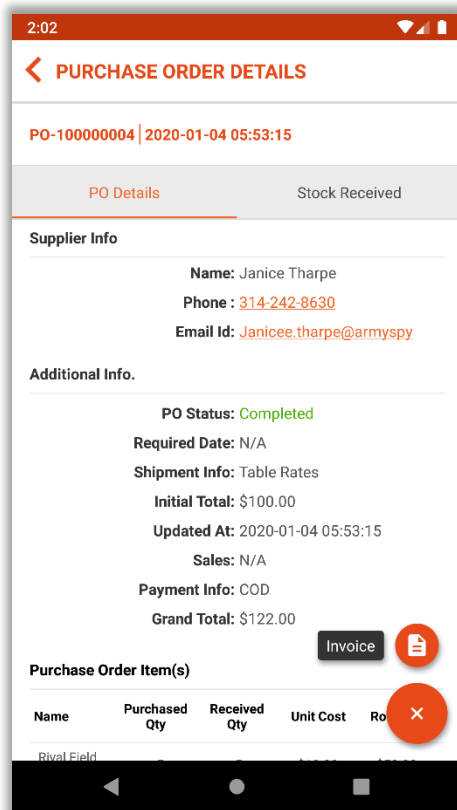 2:02
PURCHASE ORDER DETAILS
PO-100000004 2020-01-04 05:53:15
PO Details Stock Received
Supplier Info
Name: Janice Tharpe
Phone : 314-242-8630
Email Id: Janicee.tharpe@armyspy
Additional Info.
PO Status: Completed
Required Date: N/A
Shipment Info: Table Rates
Initial Total: $100.00
Updated At: 2020-01-04 05:53:15
Sales: N/A
Payment Info: COD
Grand Total: $122.00
Invoice
Purchase Order Item(s)
Name Purchased Qty Received Qty Unit Cost Ro
Rival Field